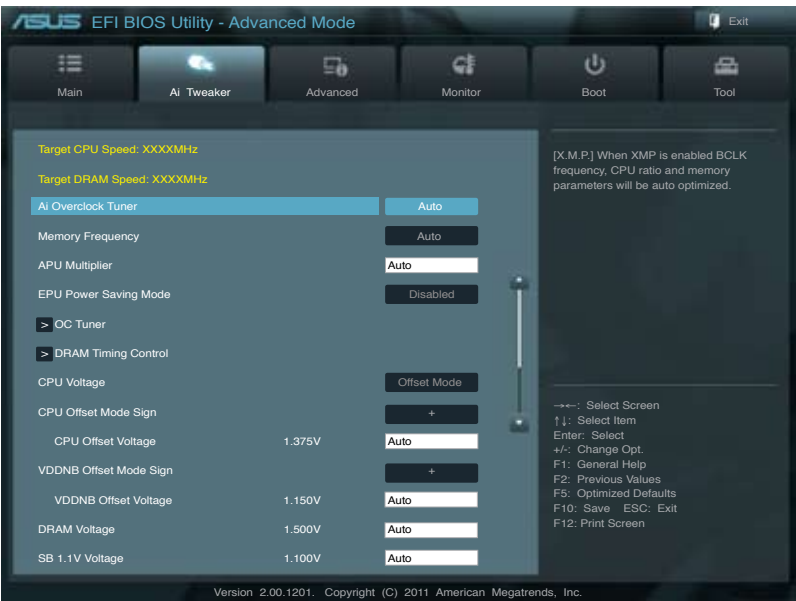 ASUS EFI BIOS Utility - Advanced Mode
Exit
Main
Ai Tweaker
Advanced
Monitor
Boot
Tool
Target CPU Speed: XXXXMHz
Target DRAM Speed: XXXXMHz
Ai Overclock Tuner Auto
Memory Frequency Auto
APU Multiplier Auto
EPU Power Saving Mode Disabled
> OC Tuner
> DRAM Timing Control
CPU Voltage Offset Mode
CPU Offset Mode Sign +
CPU Offset Voltage 1.375V Auto
VDDNB Offset Mode Sign +
VDDNB Offset Voltage 1.150V Auto
DRAM Voltage 1.500V Auto
SB 1.1V Voltage 1.100V Auto
[X.M.P.] When XMP is enabled BCLK
frequency, CPU ratio and memory
parameters will be auto optimized.
→←: Select Screen
↑↓: Select Item
Enter: Select
+/-: Change Opt.
F1: General Help
F2: Previous Values
F5: Optimized Defaults
F10: Save ESC: Exit
F12: Print Screen
Version 2.00.1201. Copyright (C) 2011 American Megatrends, Inc.